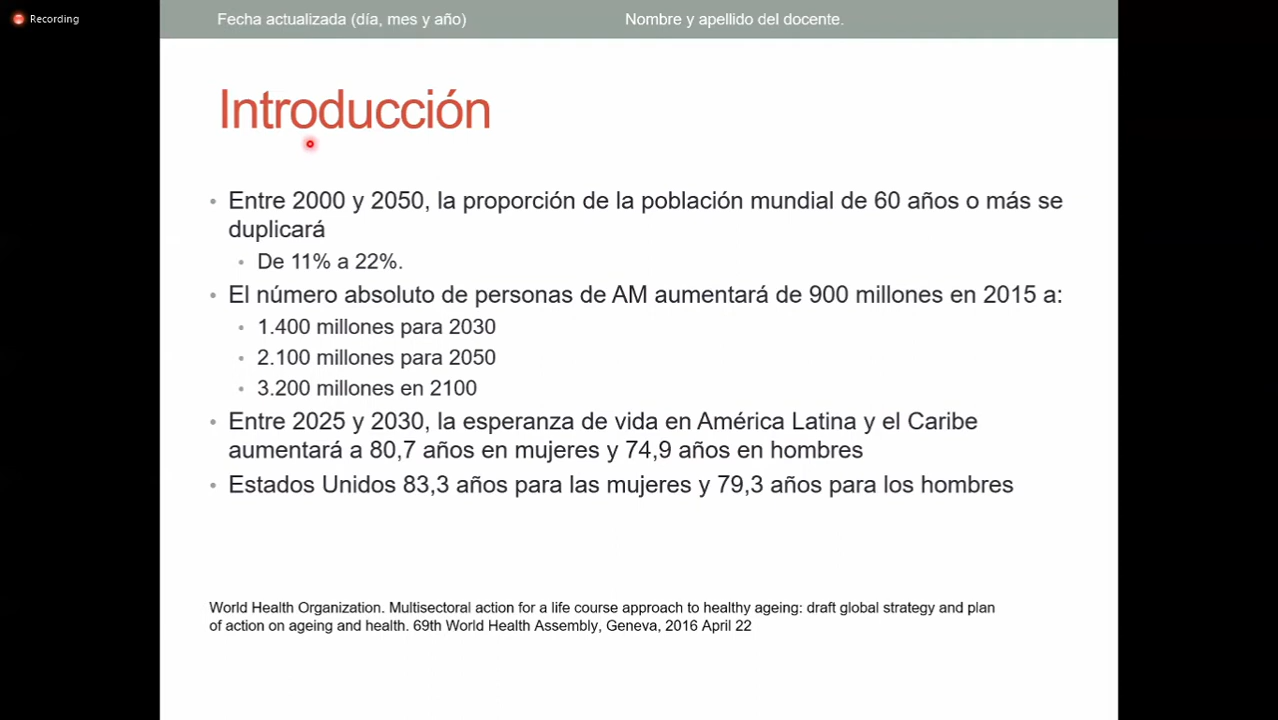 Recording
Fecha actualizada (día, mes y año)
Nombre y apellido del docente.
Introducción
• Entre 2000 y 2050, la proporción de la población mundial de 60 años o más se
duplicará
• De 11% a 22%.
• El número absoluto de personas de AM aumentará de 900 millones en 2015 a:
• 1.400 millones para 2030
• 2.100 millones para 2050
• 3.200 millones en 2100
• Entre 2025 y 2030, la esperanza de vida en América Latina y el Caribe
aumentará a 80,7 años en mujeres y 74,9 años en hombres
• Estados Unidos 83,3 años para las mujeres y 79,3 años para los hombres
World Health Organization. Multisectoral action for a life course approach to healthy ageing: draft global strategy and plan
of action on ageing and health. 69th World Health Assembly, Geneva, 2016 April 22